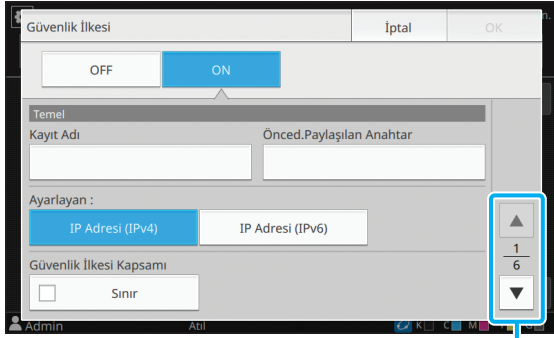 Güvenlik İlkesi İptal OK
OFF ON
Temel
Kayıt Adı Önced.Paylaşılan Anahtar
Ayarlayan :
IP Adresi (IPv4) IP Adresi (IPv6)
1
6
Güvenlik İlkesi Kapsamı
Sınır
Admin Atıl K C M